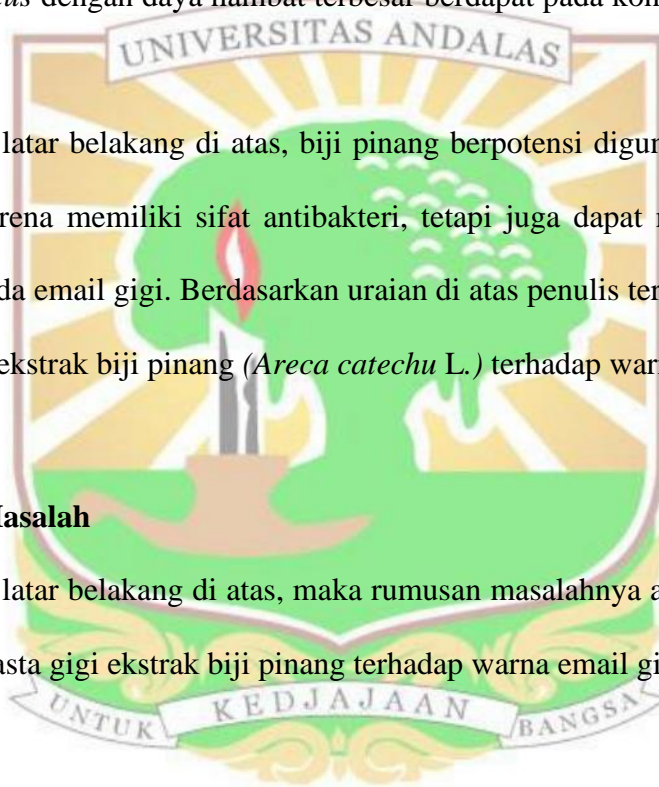 us dengan daya hambat terbesar berdapat pada kon
UNIVERSITAS ANDALAS
latar belakang di atas, biji pinang berpotensi digun
rena memiliki sifat antibakteri, tetapi juga dapat
da email gigi. Berdasarkan uraian di atas penulis ter
ekstrak biji pinang (Areca catechu L.) terhadap warn
Masalah
latar belakang di atas, maka rumusan masalahnya a
asta gigi ekstrak biji pinang terhadap warna email gi
UNTUK KEDJAJAAN BANGSA